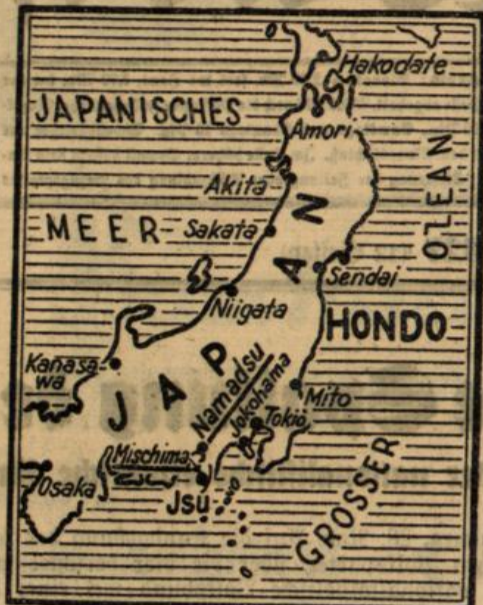 Hakodate
JAPANISCHES
Amori
OZEAN
Akita
MEER
Sakata
JAPAN
Sendai
Niigata
HONDO
Kanasa-
wa
Namadsu
Jokohama
Mito
Tokio
Mischima
Osaka
Jsu
GROSSER